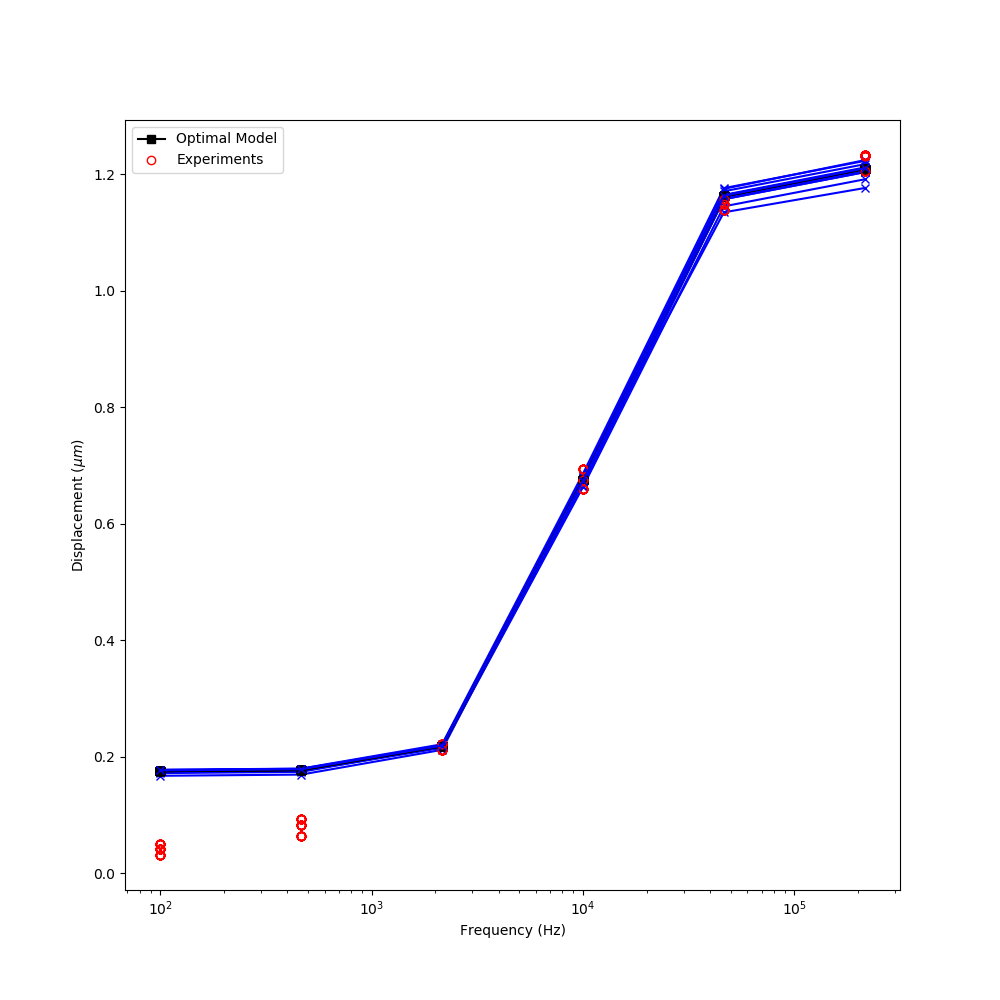 Optimal Model
Experiments
1.2
1.0
0.8
0.6
0.4
0.2
0.0
Displacement (μm)
10²
10³
10⁴
10⁵
Frequency (Hz)